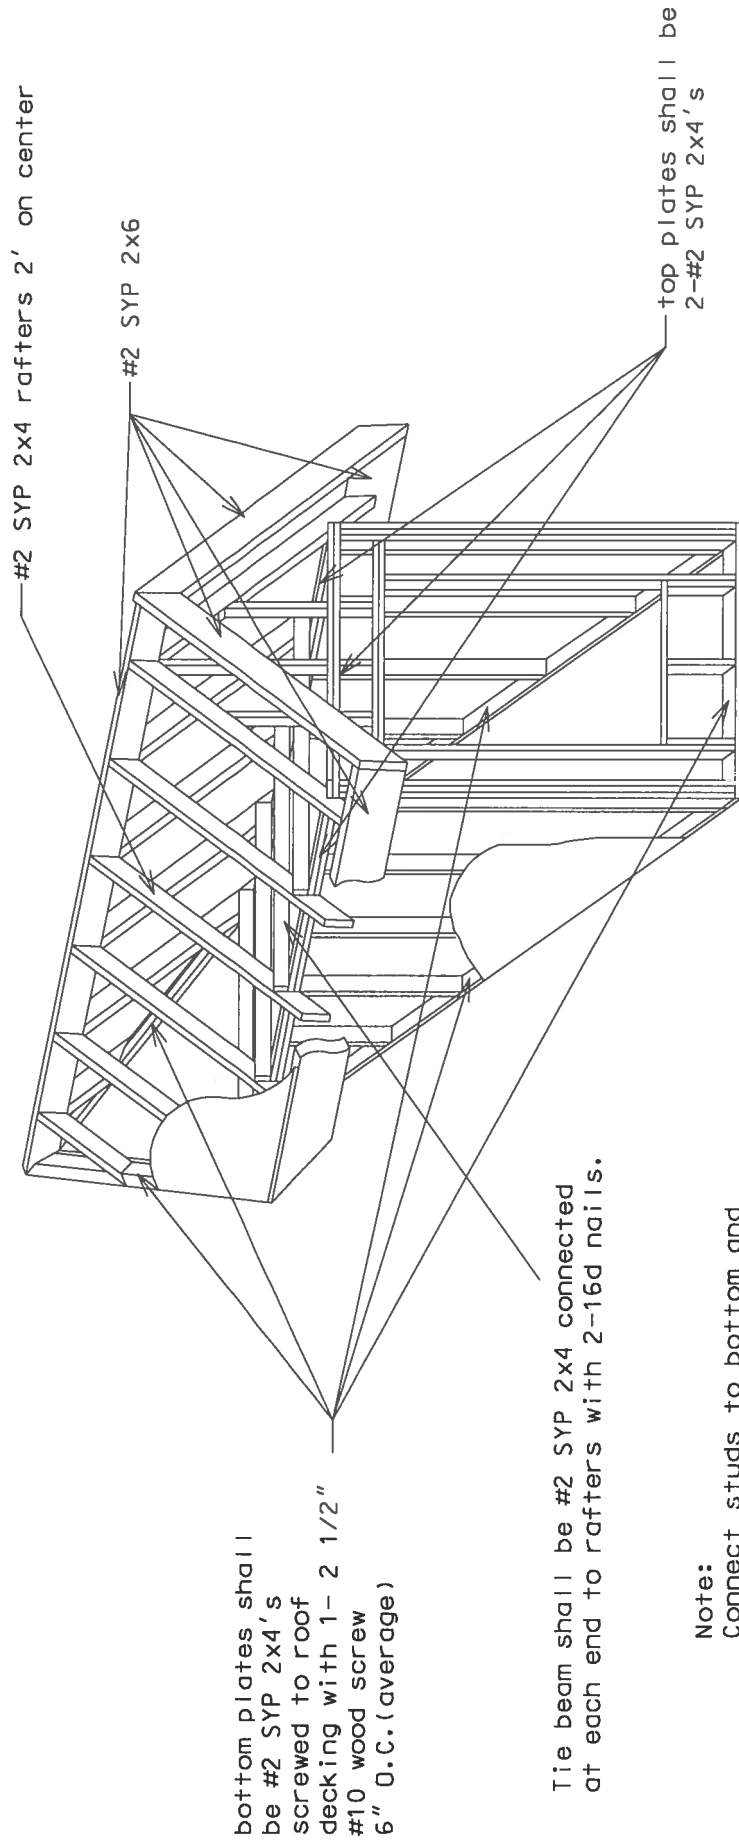 #2 SYP 2x4 rafters 2' on center
#2 SYP 2x6
top plates shall be
2-#2 SYP 2x4's
bottom plates shall
be #2 SYP 2x4's
screwed to roof
decking with 1- 2 1/2"
#10 wood screw
6" O.C.(average)
Tie beam shall be #2 SYP 2x4 connected
at each end to rafters with 2-16d nails.
Note:
Connect studs to bottom and